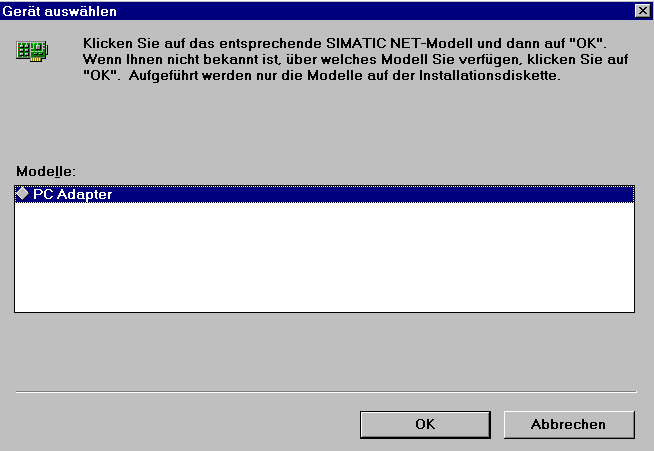 Gerät auswählen
Klicken Sie auf das entsprechende SIMATIC NET-Modell und dann auf "OK".
Wenn Ihnen nicht bekannt ist, über welches Modell Sie verfügen, klicken Sie auf
"OK". Aufgeführt werden nur die Modelle auf der Installationsdiskette.
Modelle:
PC Adapter
OK
Abbrechen